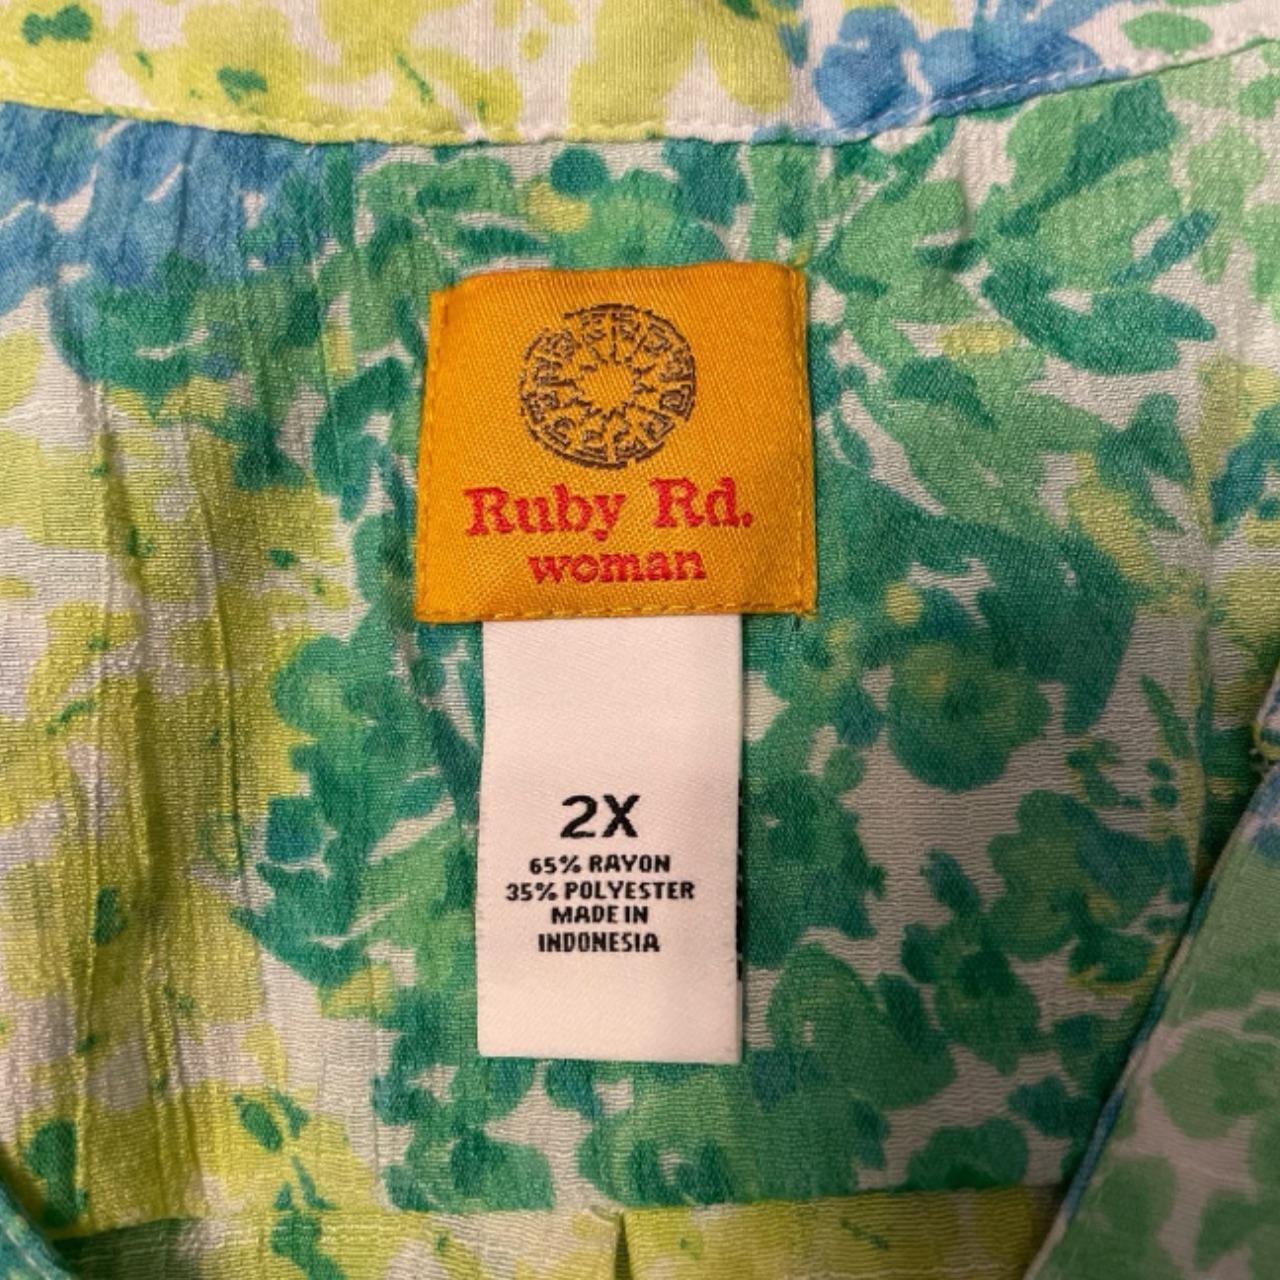 Ruby Rd.
woman
2X
65% RAYON
35% POLYESTER
MADE IN
INDONESIA